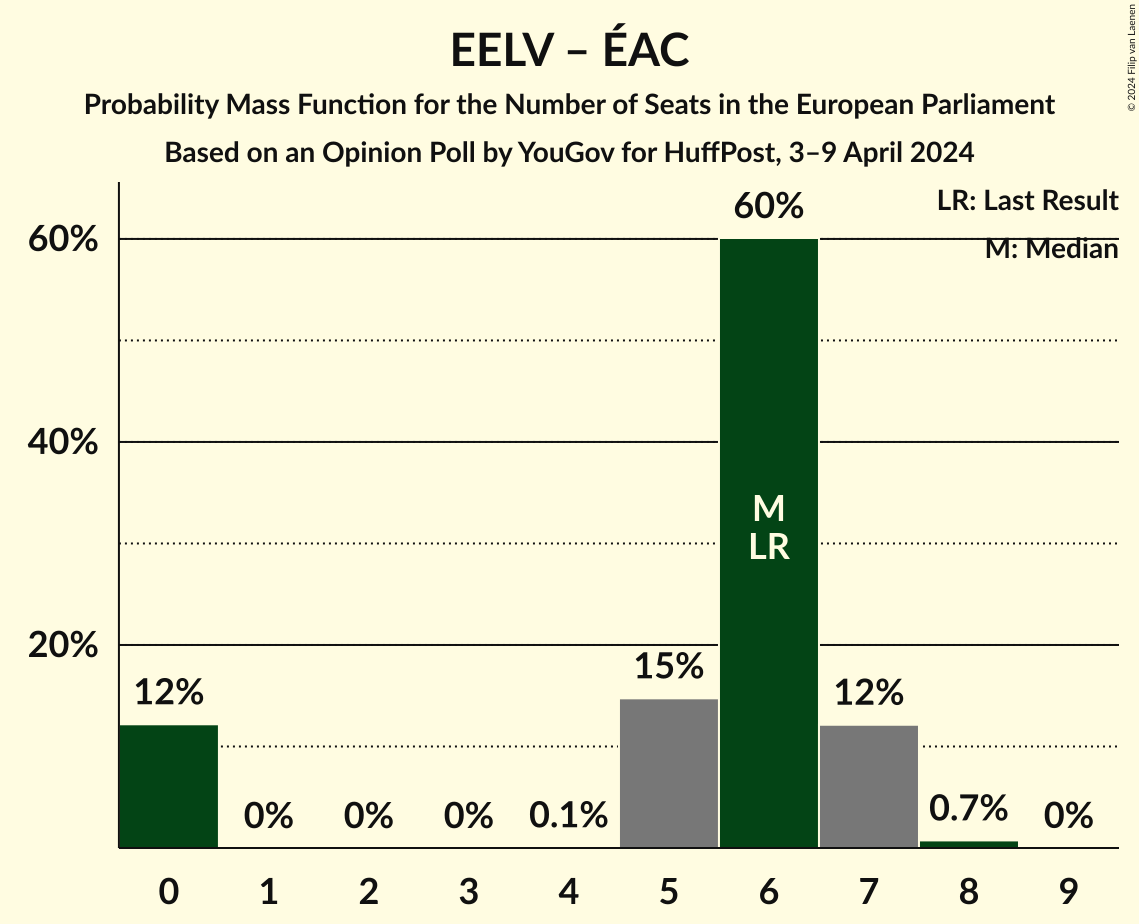 EELV – ÉAC
Probability Mass Function for the Number of Seats in the European Parliament
Based on an Opinion Poll by YouGov for HuffPost, 3–9 April 2024
© 2024 Filip van Laenen
LR: Last Result
M: Median
60%
40%
20%
12%
0%
0%
0%
0.1%
15%
60%
12%
0.7%
0%
M
LR
0
1
2
3
4
5
6
7
8
9